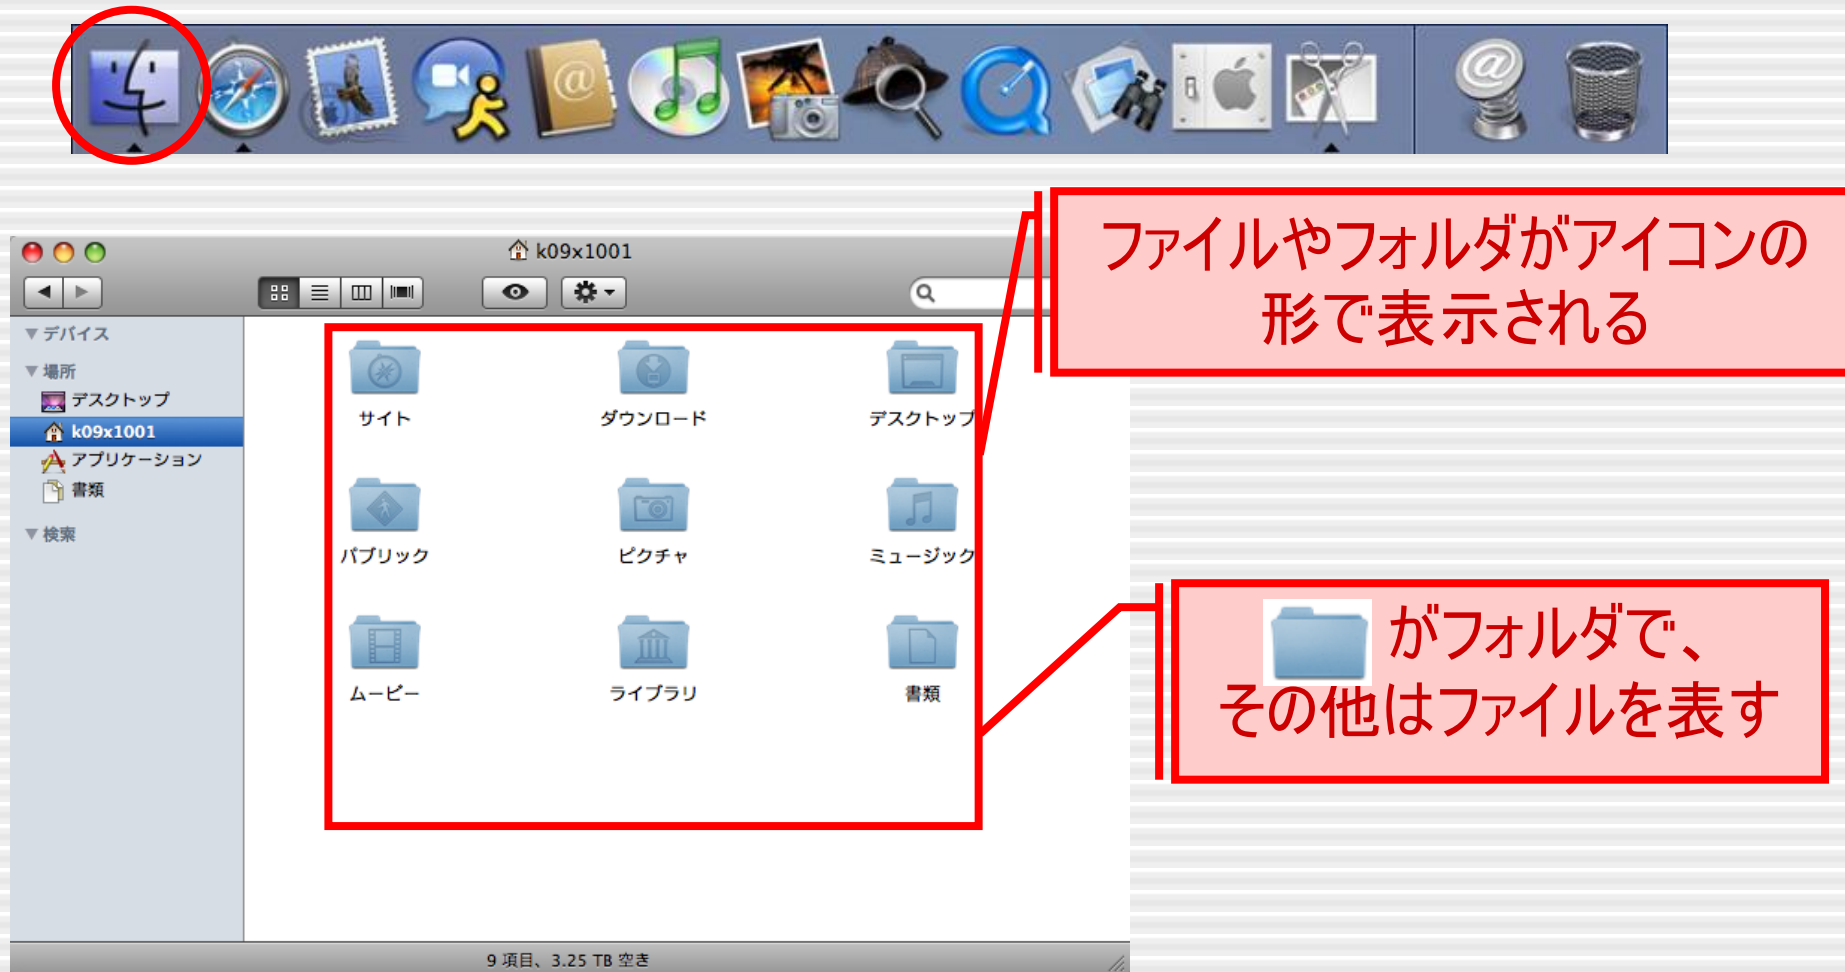 ファイルやフォルダがアイコンの
形で表示される
k09x1001
デバイス
場所
デスクトップ
k09x1001
アプリケーション
書類
検索
サイト
ダウンロード
デスクトップ
パブリック
ピクチャ
ミュージック
ムービー
ライブラリ
書類
がフォルダで、
その他はファイルを表す
9 項目、3.25 TB 空き